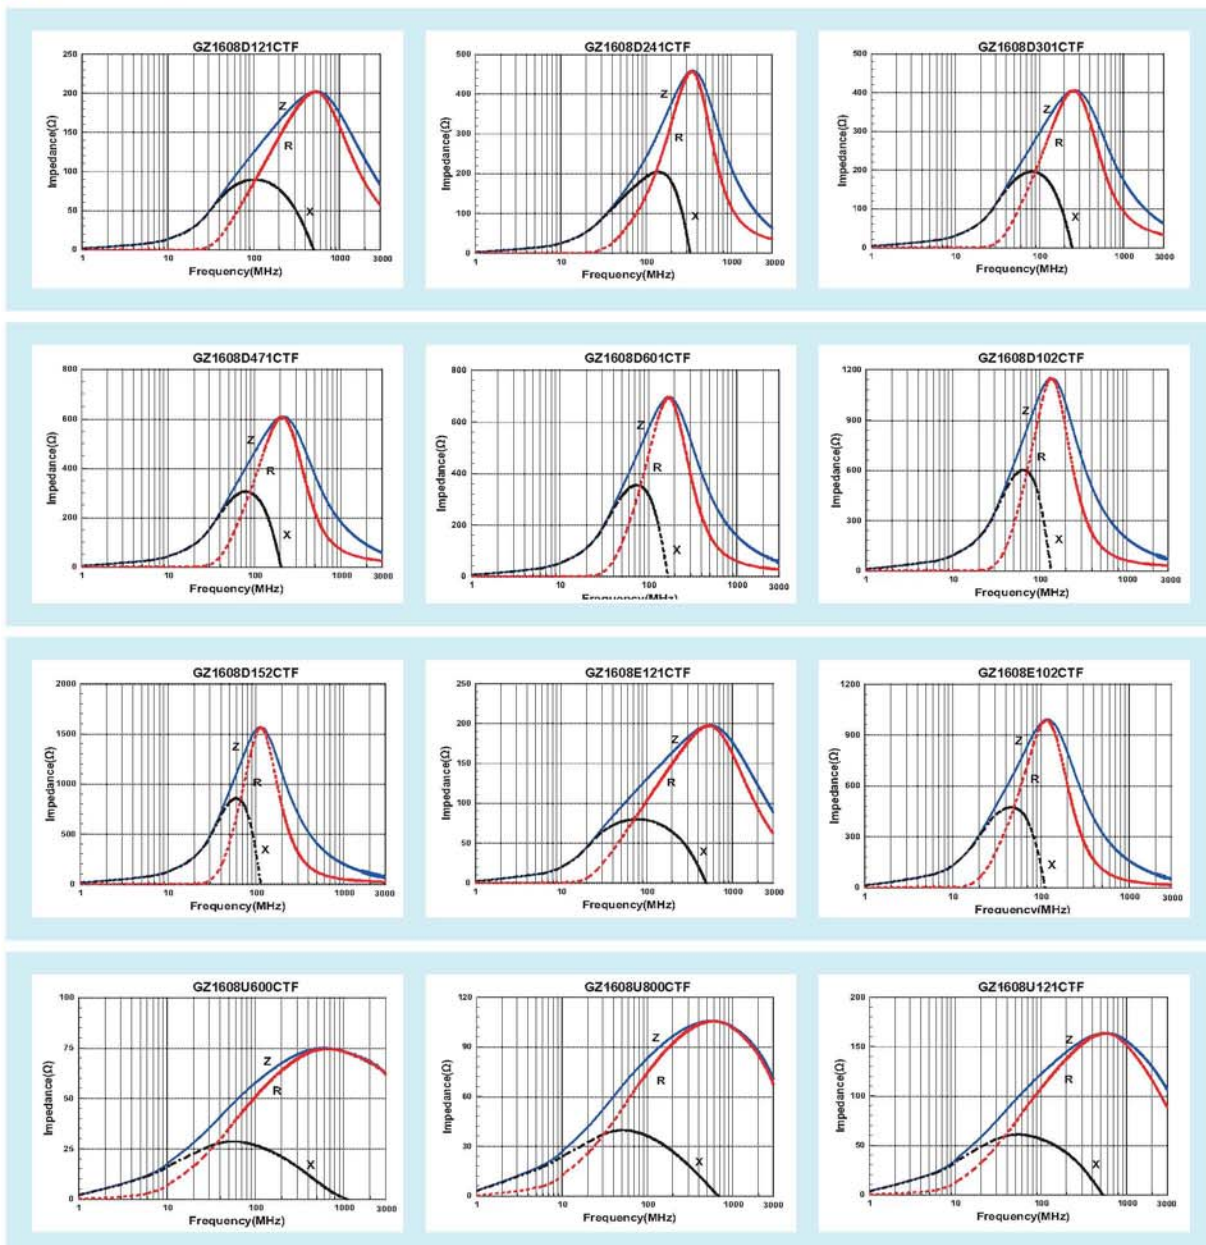 GZ1608D121CTF
Impedance(Ω)
250
200
150
100
50
0
Z
R
X
1
10
100
1000
3000
Frequency(MHz)
GZ1608D241CTF
Impedance(Ω)
500
400
300
200
100
0
Z
R
X
1
10
100
1000
3000
Frequency(MHz)
GZ1608D301CTF
Impedance(Ω)
500
400
300
200
100
0
Z
R
X
1
10
100
1000
3000
Frequency(MHz)
GZ1608D471CTF
Impedance(Ω)
800
600
400
200
0
Z
R
X
1
10
100
1000
3000
Frequency(MHz)
GZ1608D601CTF
Impedance(Ω)
800
600
400
200
0
Z
R
X
1
10
100
1000
3000
Frequency(MHz)
GZ1608D102CTF
Impedance(Ω)
1200
900
600
300
0
Z
R
X
1
10
100
1000
3000
Frequency(MHz)
GZ1608D152CTF
Impedance(Ω)
2000
1500
1000
500
0
Z
R
X
1
10
100
1000
3000
Frequency(MHz)
GZ1608E121CTF
Impedance(Ω)
250
200
150
100
50
0
Z
R
X
1
10
100
1000
3000
Frequency(MHz)
GZ1608E102CTF
Impedance(Ω)
1200
900
600
300
0
Z
R
X
1
10
100
1000
3000
Frequency(MHz)
GZ1608U600CTF
Impedance(Ω)
100
75
50
25
0
Z
R
X
1
10
100
1000
3000
Frequency(MHz)
GZ1608U800CTF
Impedance(Ω)
120
90
60
30
0
Z
R
X
1
10
100
1000
3000
Frequency(MHz)
GZ1608U121CTF
Impedance(Ω)
200
150
100
50
0
Z
R
X
1
10
100
1000
3000
Frequency(MHz)